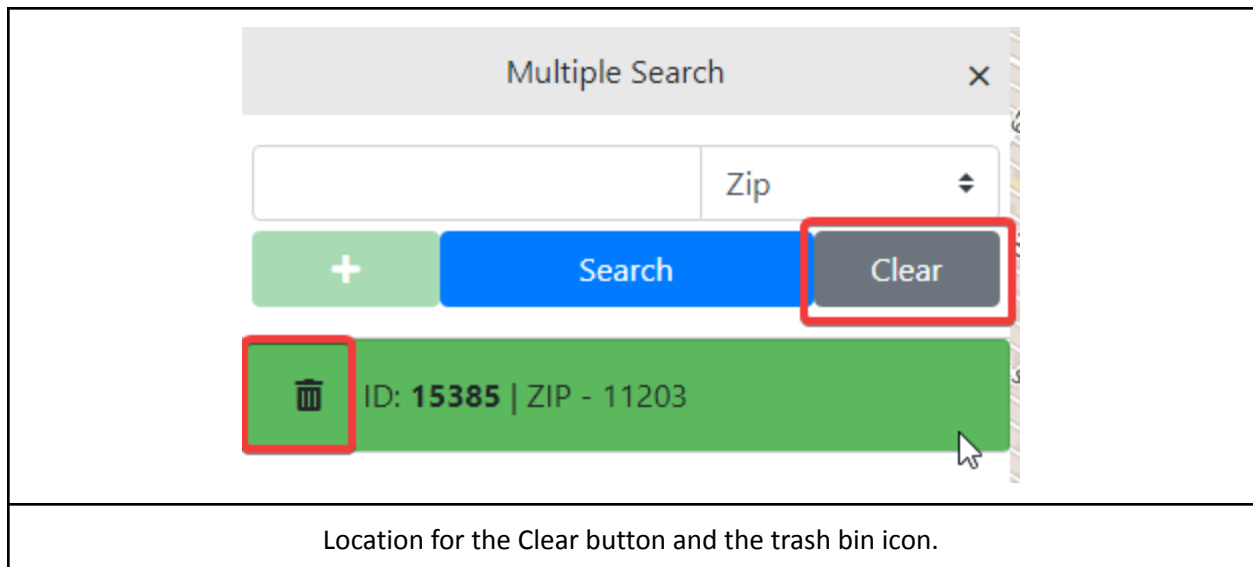 Multiple Search ×
Zip
+ Search Clear
ID: 15385 | ZIP - 11203
Location for the Clear button and the trash bin icon.